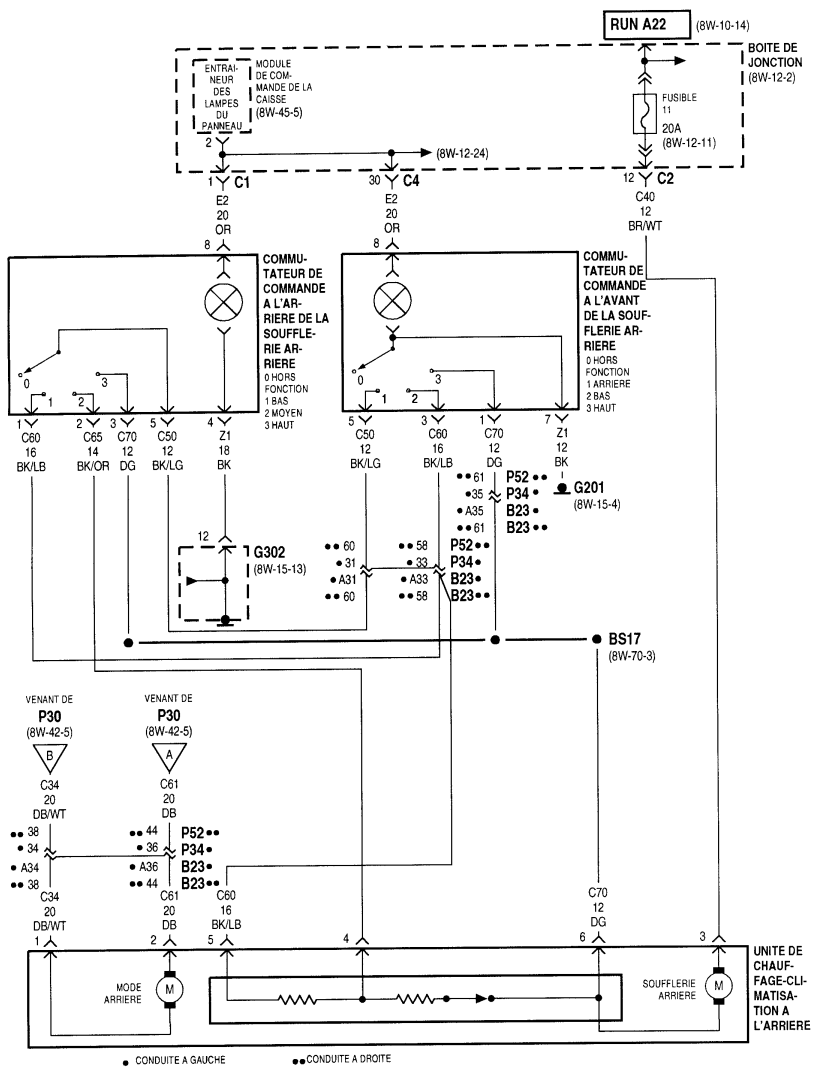 RUN A22
(8W-10-14)
BOITE DE
JONCTION
(8W-12-2)
ENTRAI-
NEUR
DES
LAMPES
DU
PANNEAU
MODULE
DE COM-
MANDE DE LA
CAISSE
(8W-45-5)
FUSIBLE
11
20A
(8W-12-11)
2
(8W-12-24)
1 C1
30 C4
12 C2
E2
20
OR
E2
20
OR
C40
12
BR/WT
8
8
COMMU-
TATEUR DE
COMMANDE
A L'AR-
RIERE DE LA
SOUFFLE-
RIE AR-
RIERE
0 HORS
FONCTION
1 BAS
2 MOYEN
3 HAUT
COMMU-
TATEUR DE
COMMANDE
A L'AVANT
DE LA SOUF-
FLERIE AR-
RIERE
0 HORS
FONCTION
1 ARRIERE
2 BAS
3 HAUT
0 1 2 3
0 1 2 3
1 2 3 5 4
5 3 1 7
C60
16
BK/LB
C65
14
BK/OR
C70
12
DG
C50
12
BK/LG
Z1
18
BK
C50
12
BK/LG
C60
16
BK/LB
C70
12
DG
Z1
12
BK
G201
(8W-15-4)
•• 61 P52 ••
• 35 P34 •
• A35 B23 •
•• 61 B23 ••
12
G302
(8W-15-13)
•• 60 •• 58 P52 ••
• 31 • 33 P34 •
• A31 • A33 B23 •
•• 60 •• 58 B23 ••
BS17
(8W-70-3)
VENANT DE
P30
(8W-42-5)
B
VENANT DE
P30
(8W-42-5)
A
C34
20
DB/WT
C61
20
DB
•• 38 •• 44 P52 ••
• 34 • 36 P34 •
• A34 • A36 B23 •
•• 38 •• 44 B23 ••
C34
20
DB/WT
C61
20
DB
C60
16
BK/LB
C70
12
DG
1 2 5 4 6 3
UNITE DE
CHAUF-
FAGE-CLI-
MATISA-
TION A
L'ARRIERE
MODE
ARRIERE
M
SOUFFLERIE
ARRIERE
M
• CONDUITE A GAUCHE
•• CONDUITE A DROITE